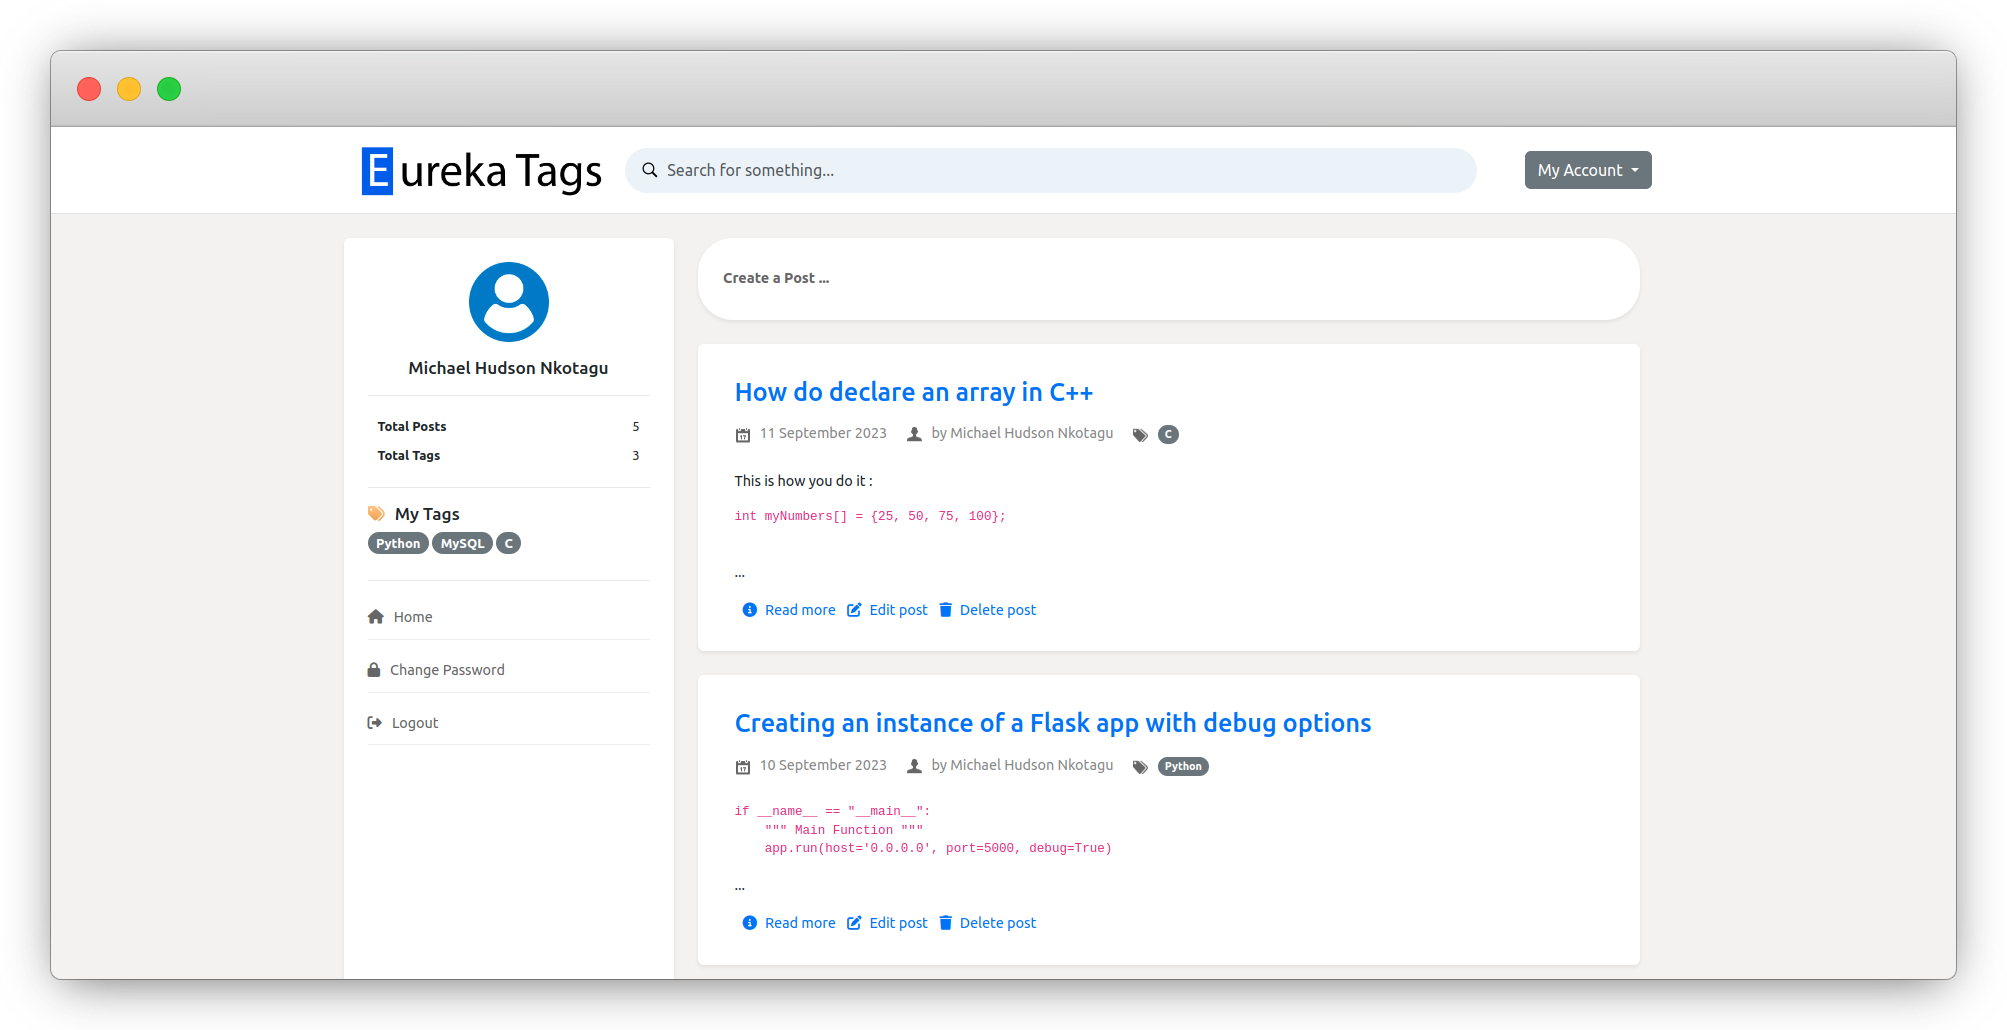 Eureka Tags
Search for something...
My Account
Michael Hudson Nkotagu
Total Posts 5
Total Tags 3
My Tags
Python MySQL C
Home
Change Password
Logout
Create a Post ...
How do declare an array in C++
11 September 2023 by Michael Hudson Nkotagu C
This is how you do it :
int myNumbers[] = {25, 50, 75, 100};
...
Read more Edit post Delete post
Creating an instance of a Flask app with debug options
10 September 2023 by Michael Hudson Nkotagu Python
if __name__ == "__main__":
    """ Main Function """
    app.run(host='0.0.0.0', port=5000, debug=True)
...
Read more Edit post Delete post